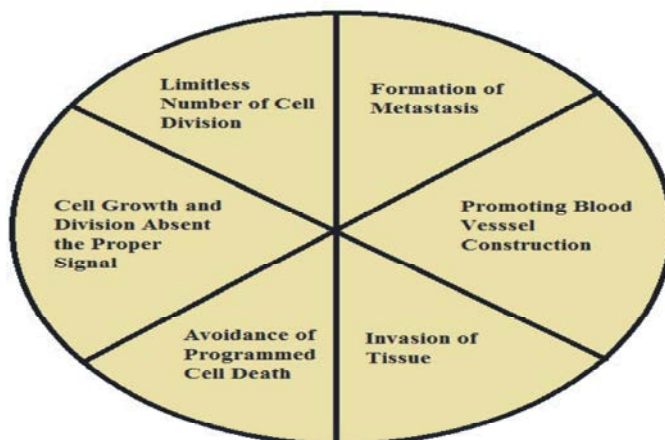 Limitless
Number of Cell
Division
Formation of
Metastasis
Cell Growth and
Division Absent
the Proper
Signal
Promoting Blood
Vesssel
Construction
Avoidance of
Programmed
Cell Death
Invasion of
Tissue